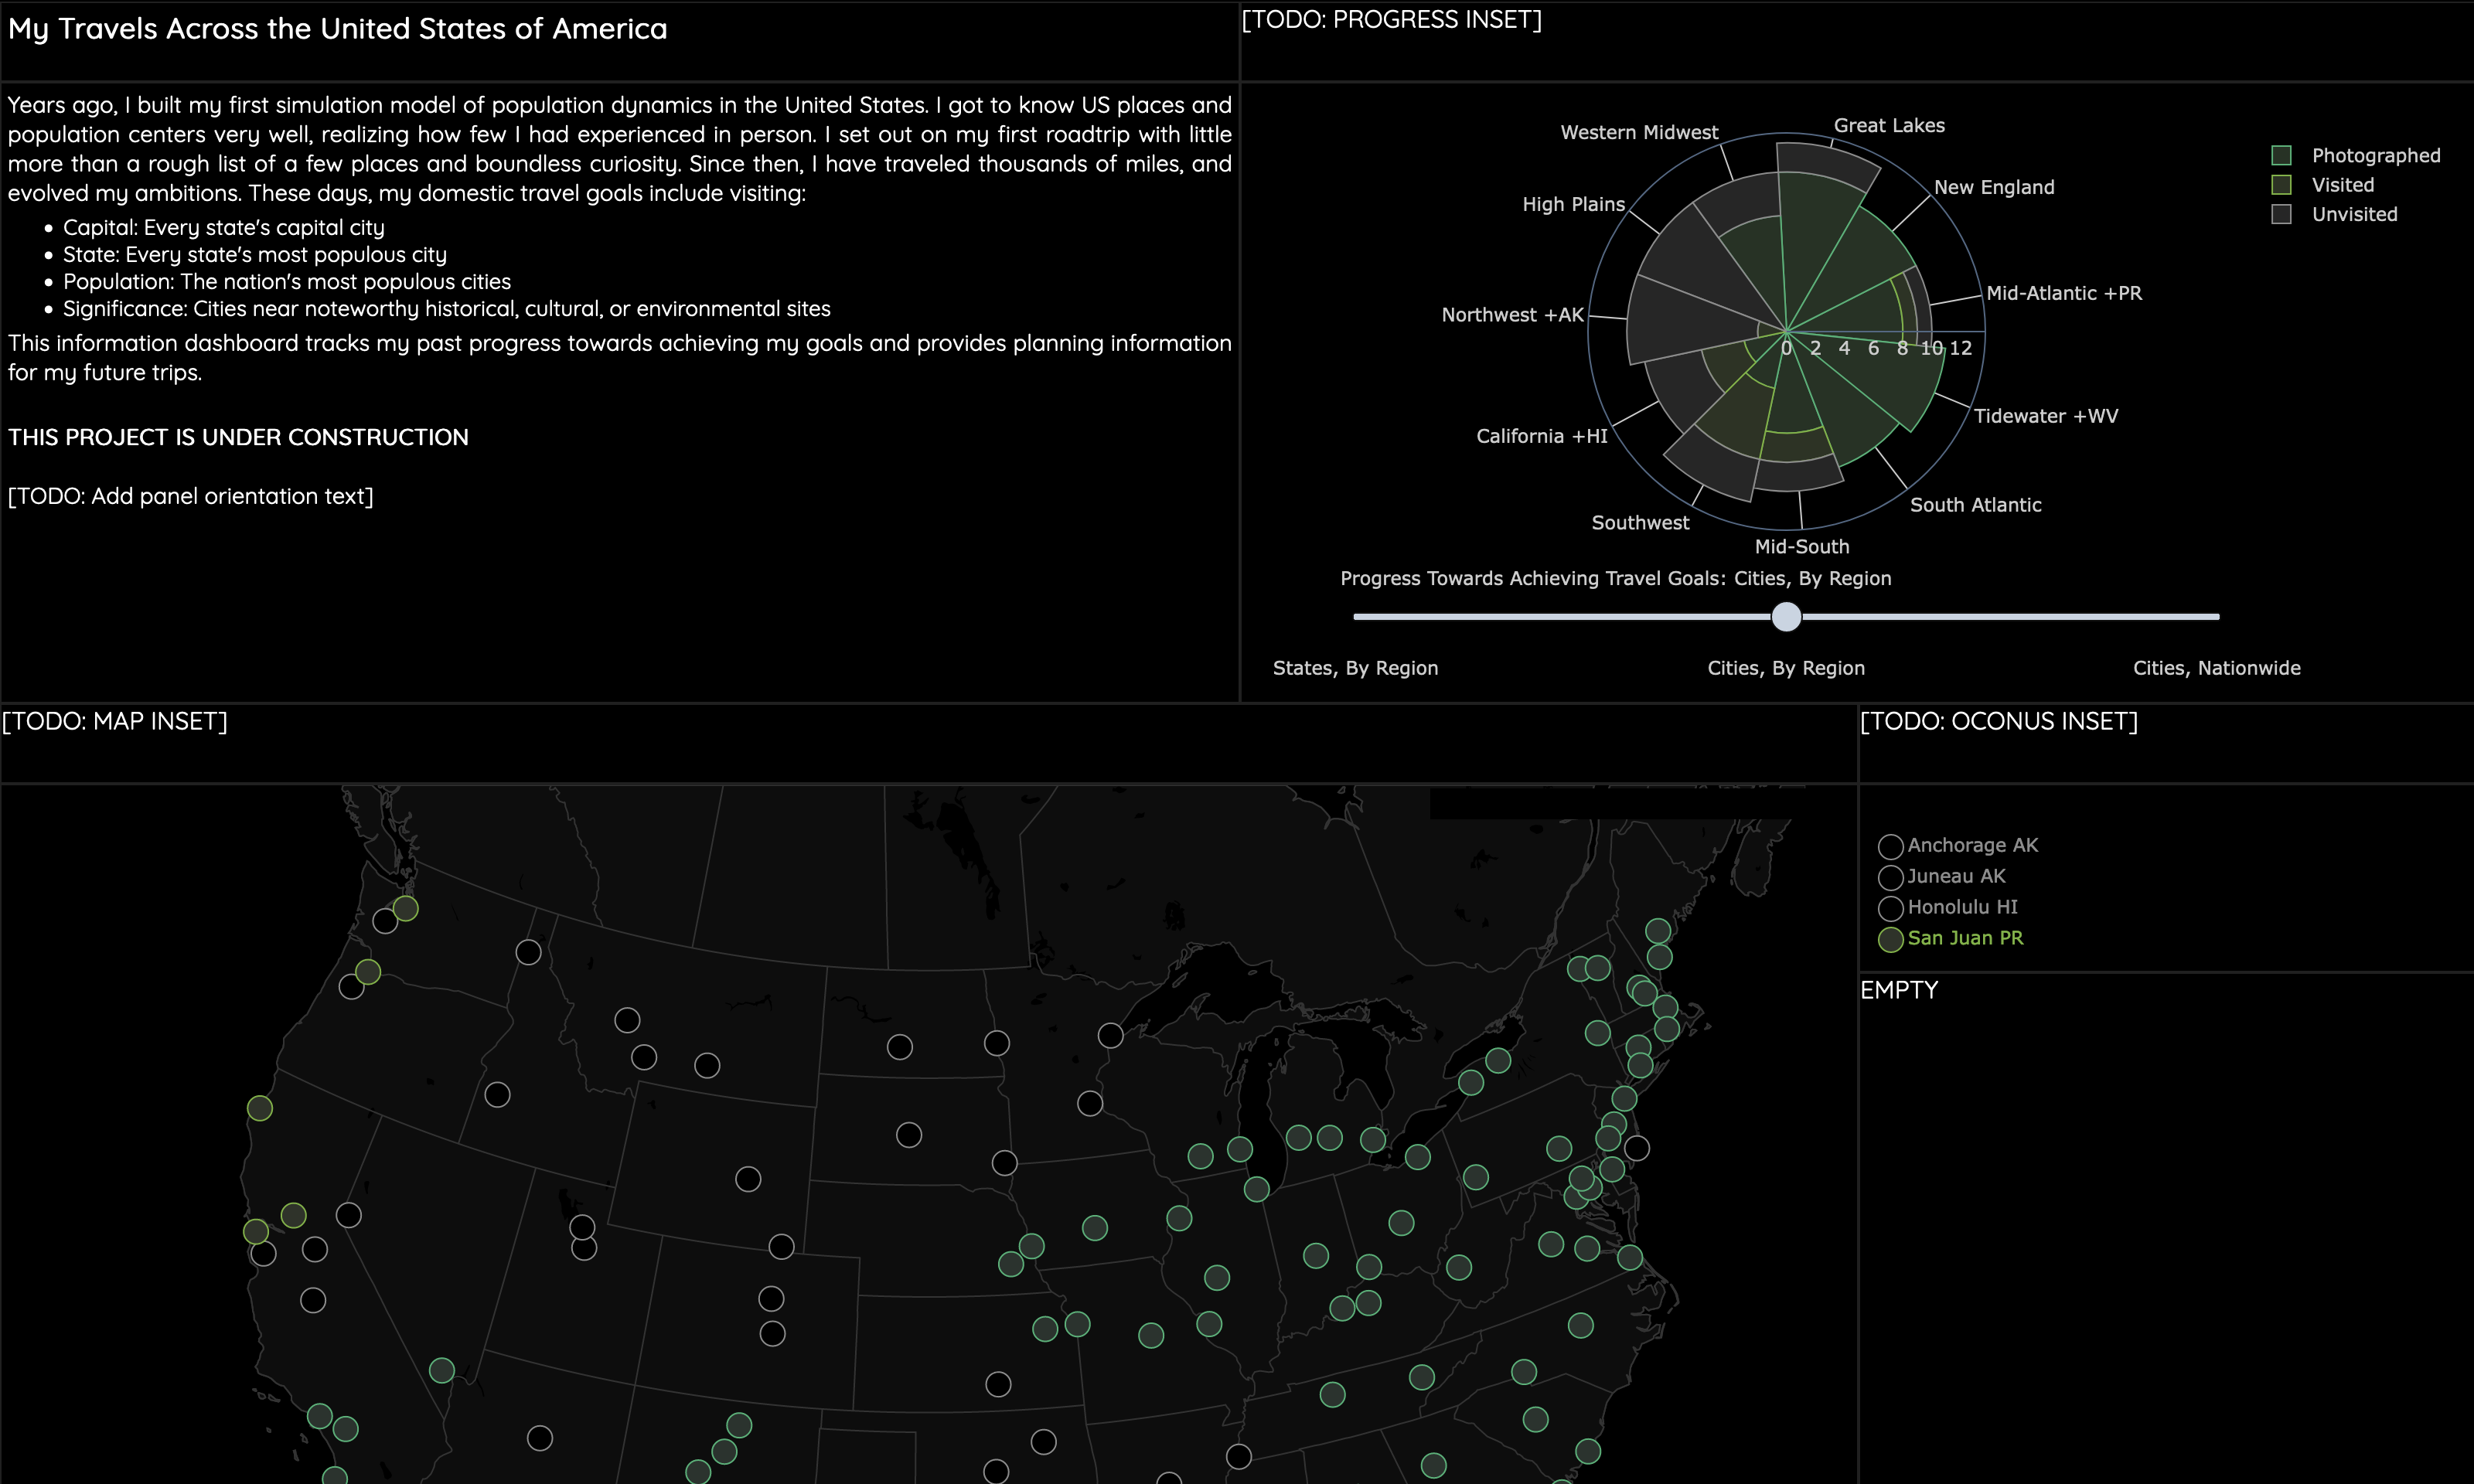 My Travels Across the United States of America
[TODO: PROGRESS INSET]
Years ago, I built my first simulation model of population dynamics in the United States. I got to know US places and
population centers very well, realizing how few I had experienced in person. I set out on my first roadtrip with little
more than a rough list of a few places and boundless curiosity. Since then, I have traveled thousands of miles, and
evolved my ambitions. These days, my domestic travel goals include visiting:
• Capital: Every state's capital city
• State: Every state's most populous city
• Population: The nation's most populous cities
• Significance: Cities near noteworthy historical, cultural, or environmental sites
This information dashboard tracks my past progress towards achieving my goals and provides planning information
for my future trips.
THIS PROJECT IS UNDER CONSTRUCTION
[TODO: Add panel orientation text]
Great Lakes
Western Midwest
New England
High Plains
Mid-Atlantic +PR
Northwest +AK
0 2 4 6 8 10 12
Tidewater +WV
California +HI
South Atlantic
Southwest
Mid-South
Photographed
Visited
Unvisited
Progress Towards Achieving Travel Goals: Cities, By Region
States, By Region
Cities, By Region
Cities, Nationwide
[TODO: MAP INSET]
[TODO: OCONUS INSET]
Anchorage AK
Juneau AK
Honolulu HI
San Juan PR
EMPTY